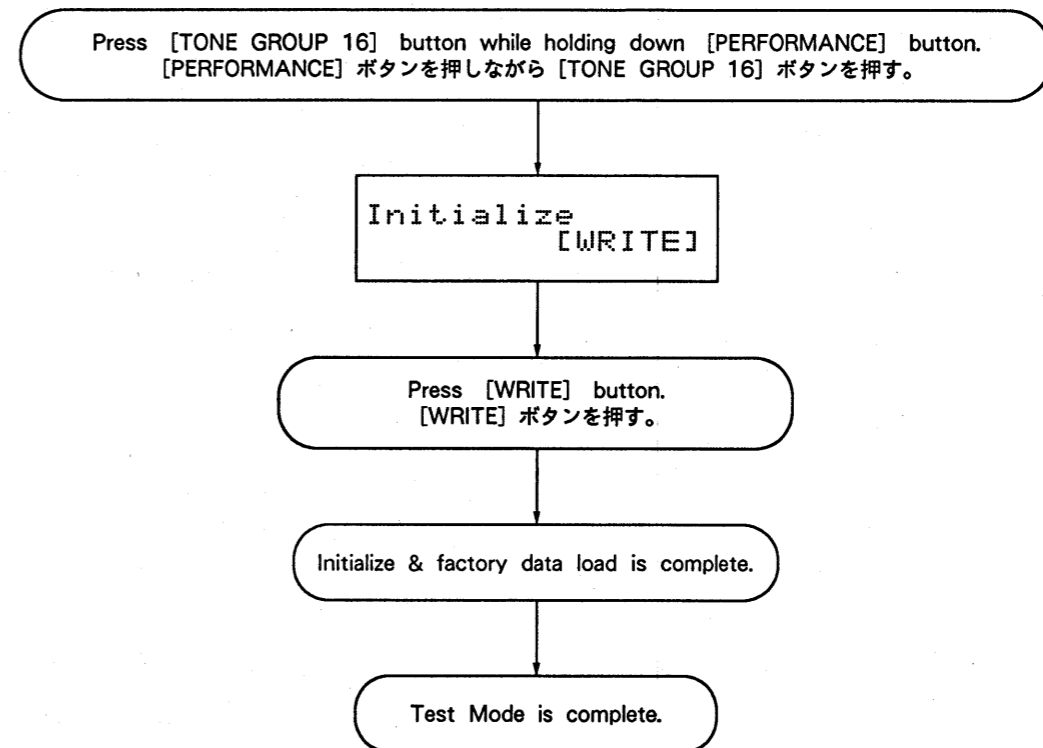 Press [TONE GROUP 16] button while holding down [PERFORMANCE] button.
[PERFORMANCE] ボタンを押しながら [TONE GROUP 16] ボタンを押す。
Initialize
[WRITE]
Press [WRITE] button.
[WRITE] ボタンを押す。
Initialize & factory data load is complete.
Test Mode is complete.